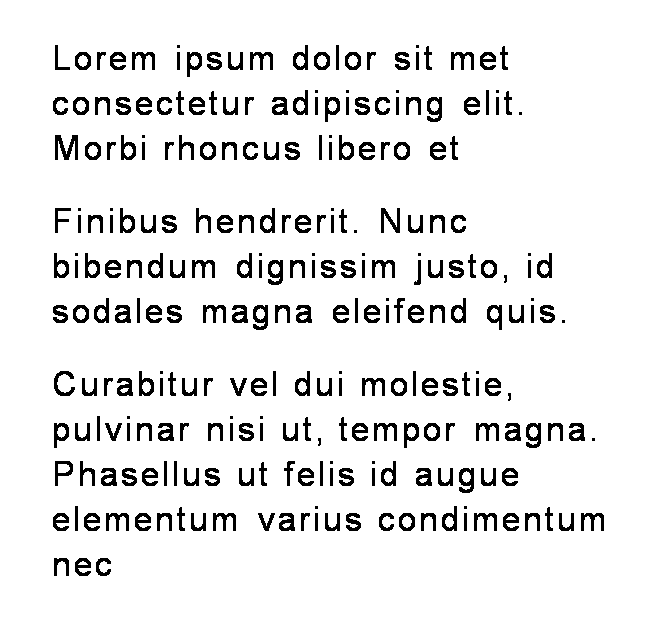 Lorem ipsum dolor sit met
consectetur adipiscing elit.
Morbi rhoncus libero et
Finibus hendrerit. Nunc
bibendum dignissim justo, id
sodales magna eleifend quis.
Curabitur vel dui molestie,
pulvinar nisi ut, tempor magna.
Phasellus ut felis id augue
elementum varius condimentum
nec